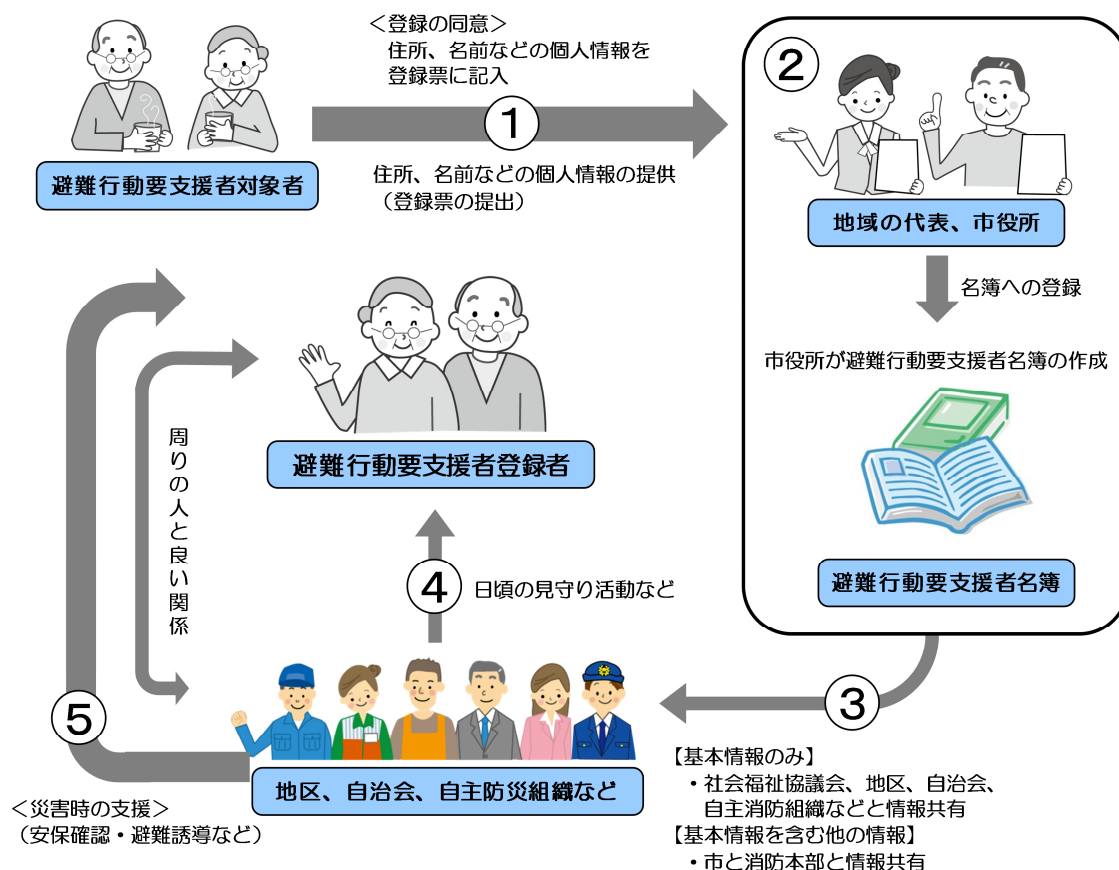 ＜登録の同意＞
住所、名前などの個人情報を
登録票に記入
①
住所、名前などの個人情報の提供
（登録票の提出）
避難行動要支援者対象者
②
地域の代表、市役所
名簿への登録
市役所が避難行動要支援者名簿の作成
避難行動要支援者名簿
③
【基本情報のみ】
・社会福祉協議会、地区、自治会、
自主消防組織などと情報共有
【基本情報を含む他の情報】
・市と消防本部と情報共有
避難行動要支援者登録者
④
日頃の見守り活動など
周りの人と良い関係
地区、自治会、自主防災組織など
⑤
＜災害時の支援＞
（安保確認・避難誘導など）